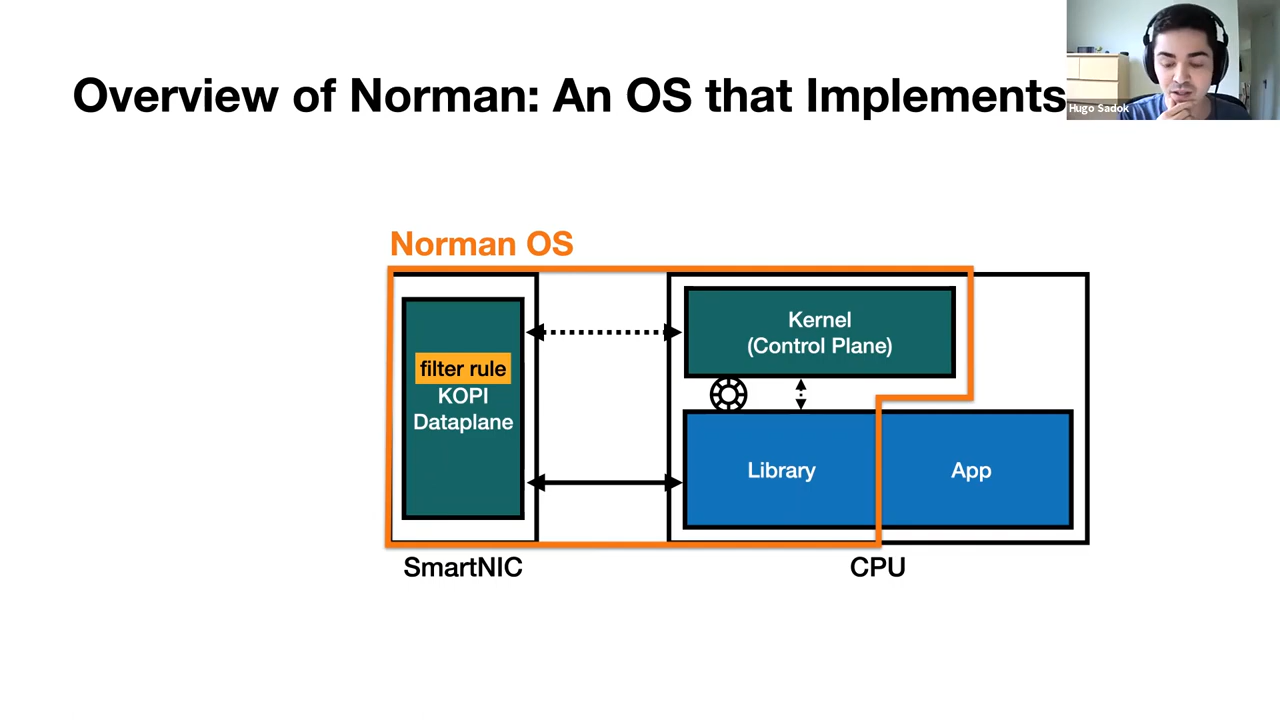 Overview of Norman: An OS that Implements
Hugo Sadok
Norman OS
filter rule
KOPI
Dataplane
Kernel
(Control Plane)
Library
App
SmartNIC
CPU